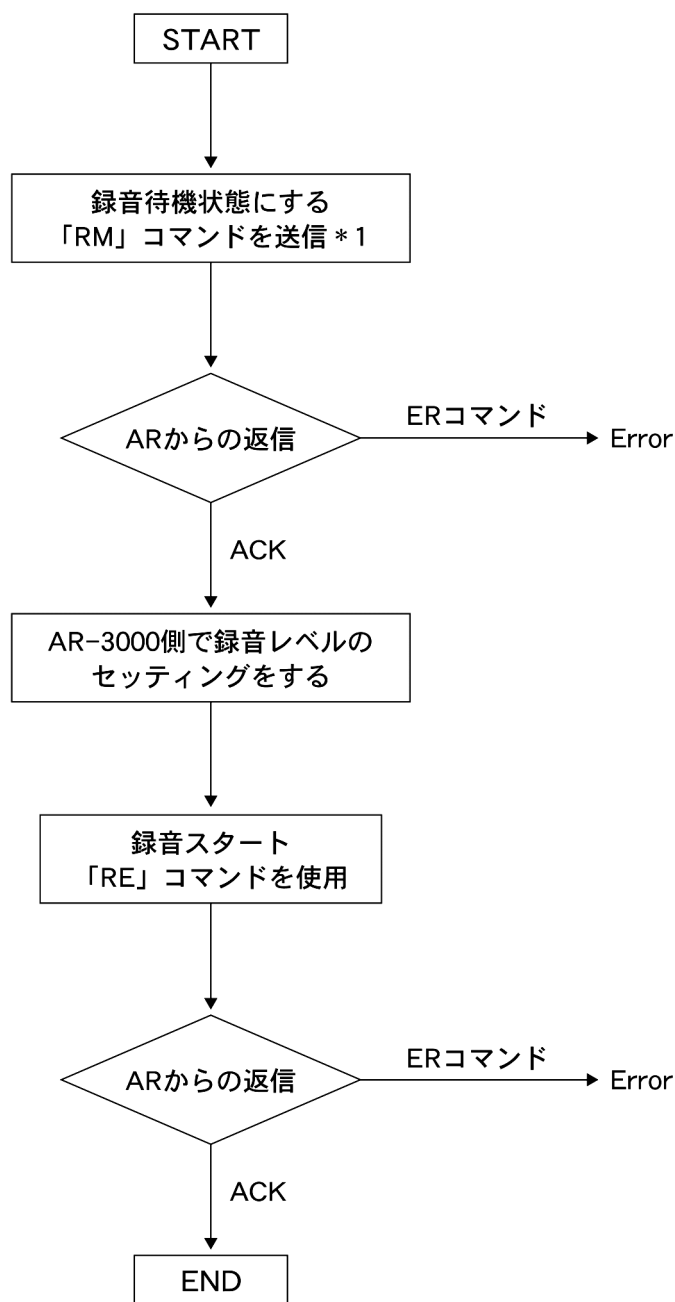 START
録音待機状態にする
「RM」コマンドを送信＊1
ARからの返信
ERコマンド
Error
ACK
AR-3000側で録音レベルの
セッティングをする
録音スタート
「RE」コマンドを使用
ARからの返信
ERコマンド
Error
ACK
END